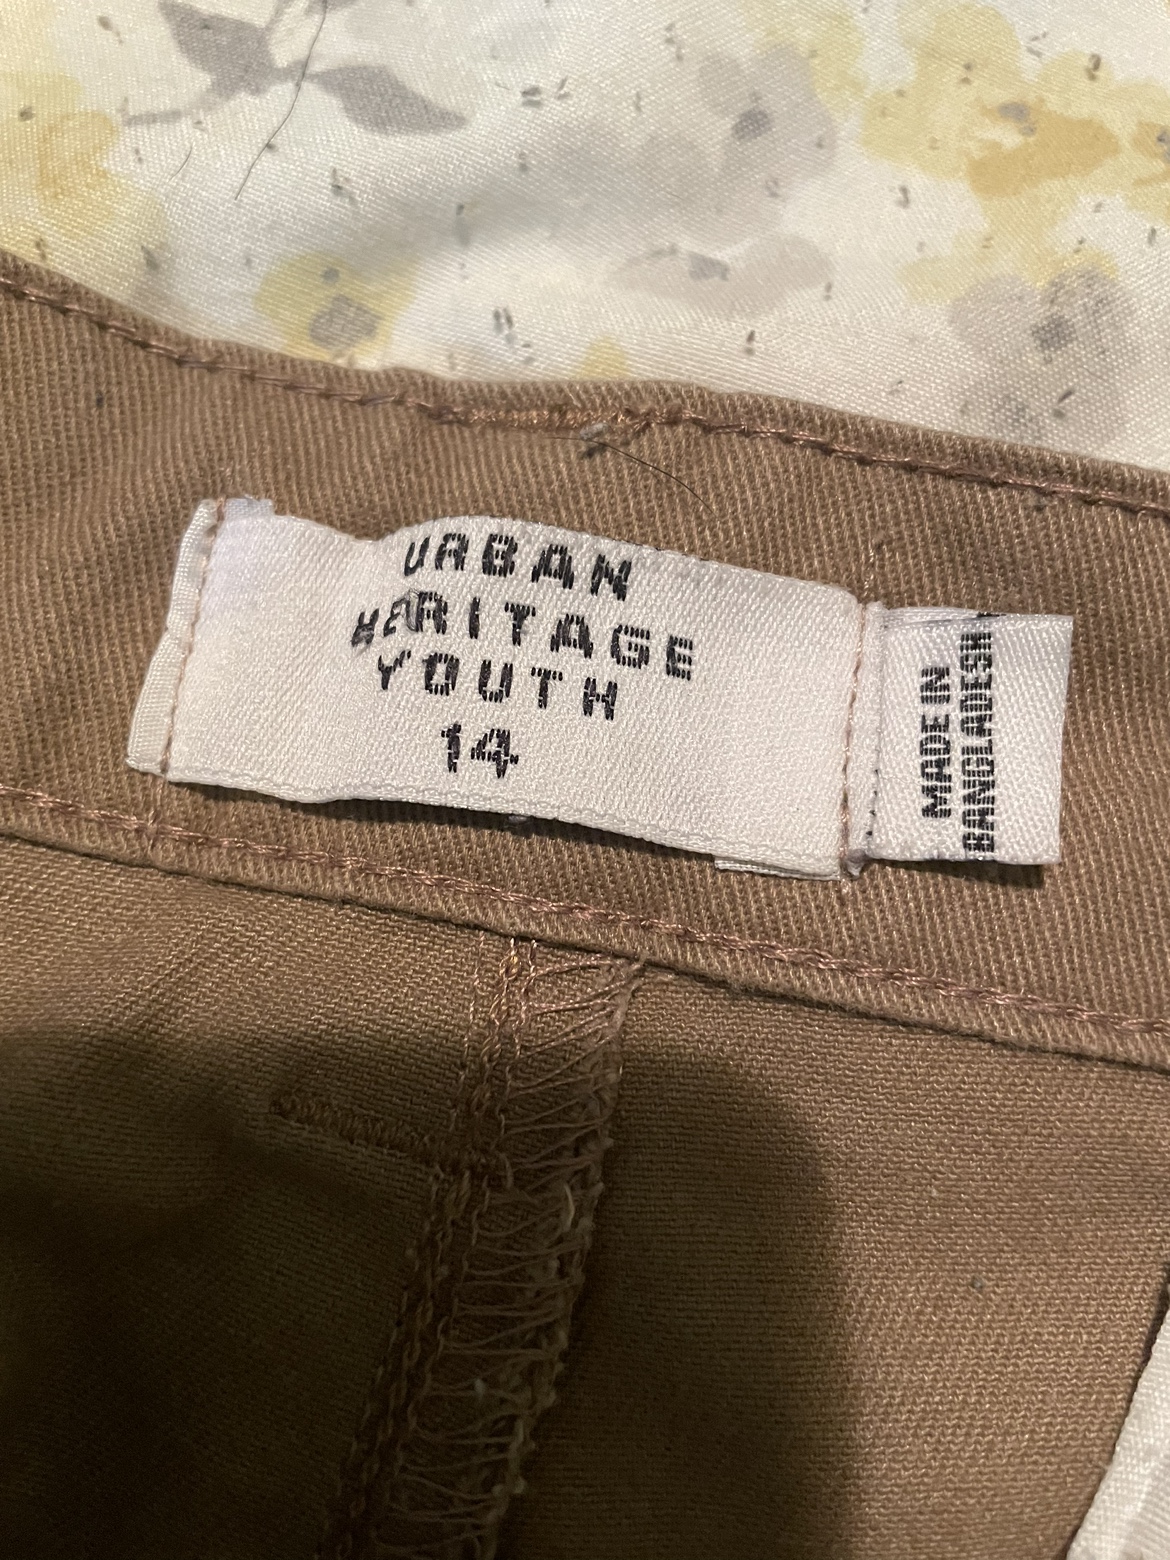 URBAN
HERITAGE
YOUTH
14
MADE IN
BANGLADESH